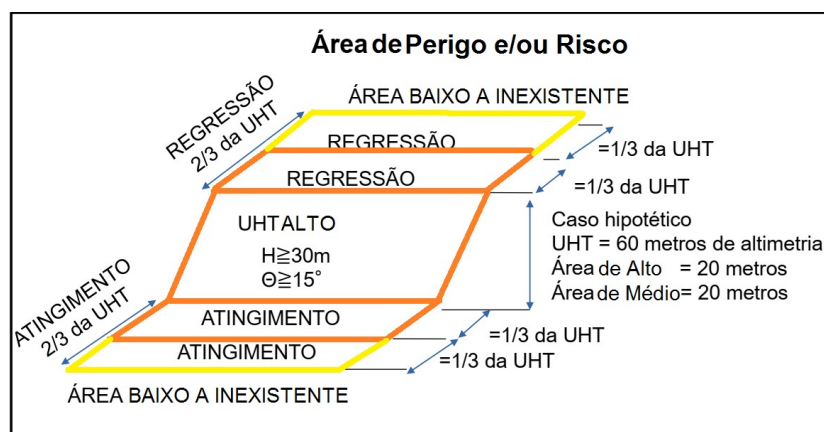 Área de Perigo e/ou Risco
ÁREA BAIXO A INEXISTENTE
REGRESSÃO
2/3 da UHT
REGRESSÃO
=1/3 da UHT
REGRESSÃO
=1/3 da UHT
UHT ALTO
H≧30m
Θ≧15°
Caso hipotético
UHT = 60 metros de altimetria
Área de Alto = 20 metros
Área de Médio= 20 metros
ATINGIMENTO
2/3 da UHT
ATINGIMENTO
=1/3 da UHT
ATINGIMENTO
=1/3 da UHT
ÁREA BAIXO A INEXISTENTE